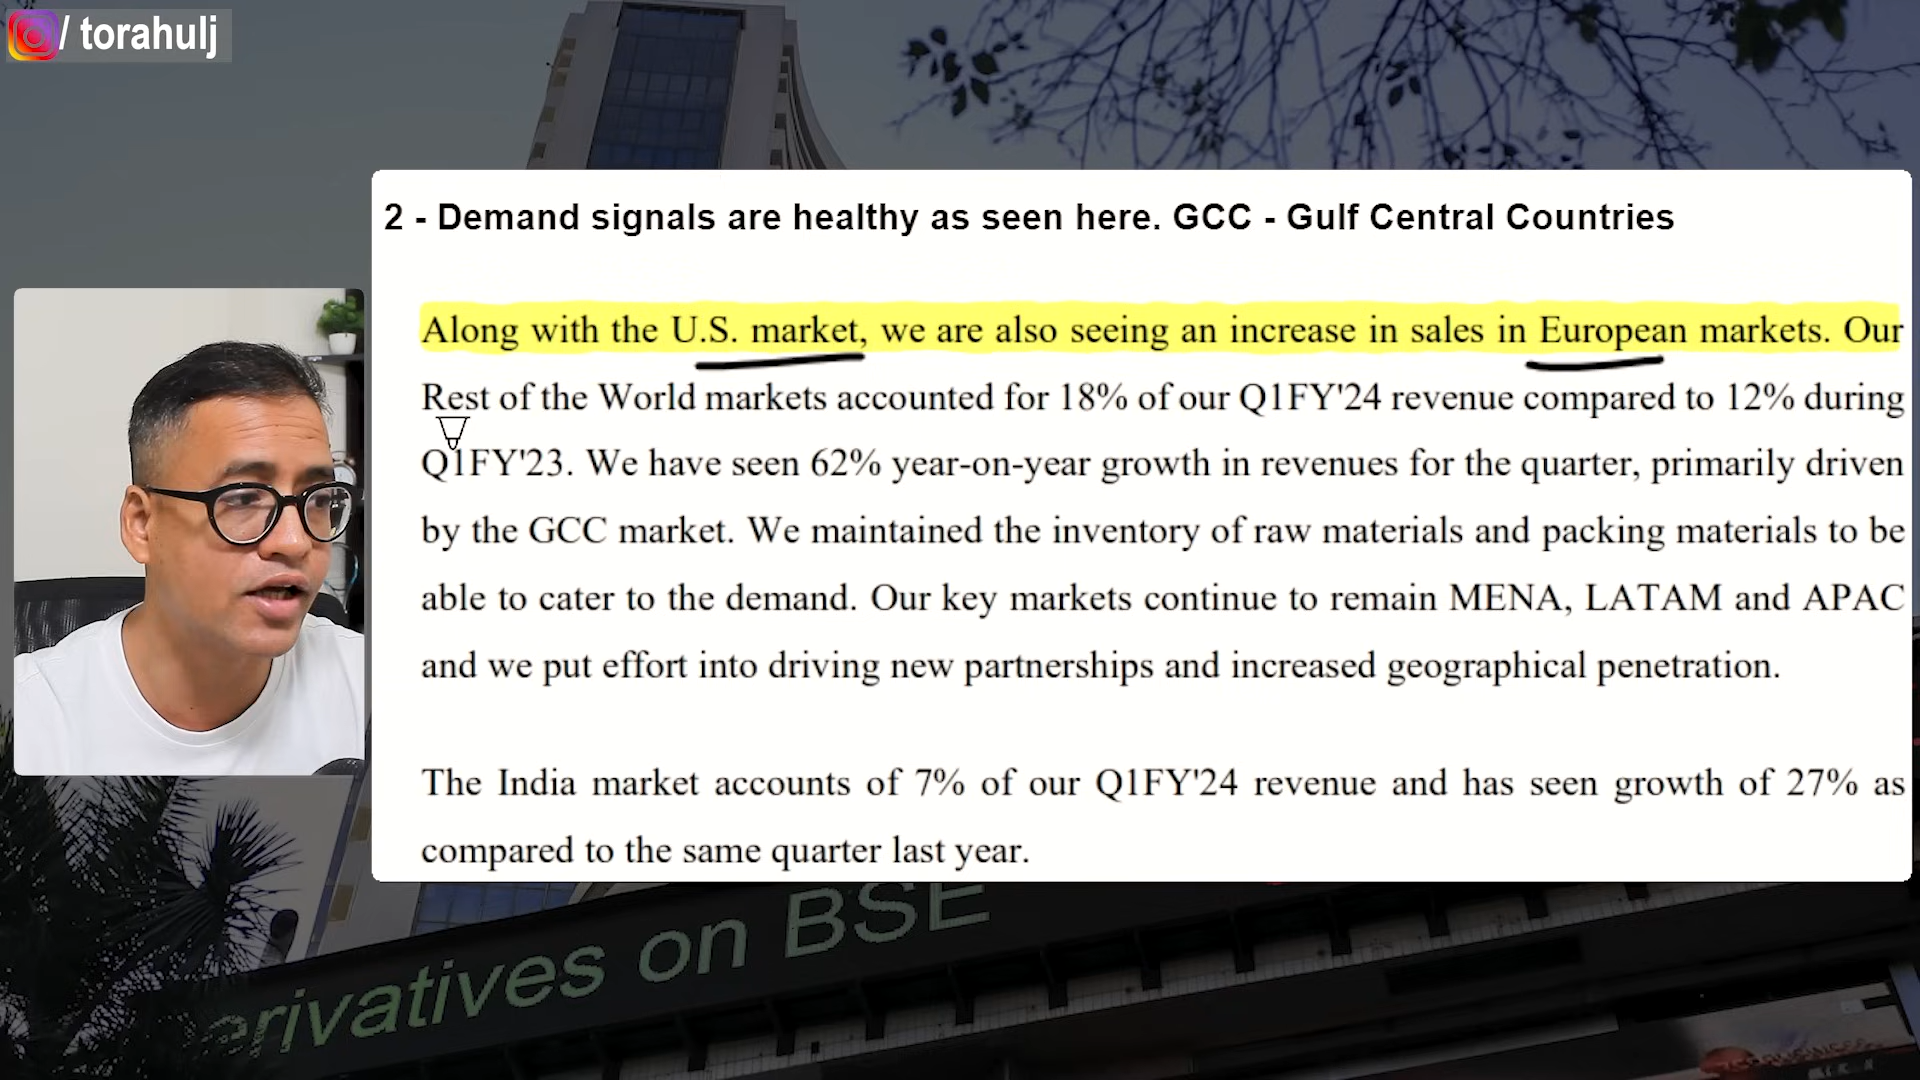 / torahulj
2 - Demand signals are healthy as seen here. GCC - Gulf Central Countries
Along with the U.S. market, we are also seeing an increase in sales in European markets. Our
Rest of the World markets accounted for 18% of our Q1FY'24 revenue compared to 12% during
Q1FY'23. We have seen 62% year-on-year growth in revenues for the quarter, primarily driven
by the GCC market. We maintained the inventory of raw materials and packing materials to be
able to cater to the demand. Our key markets continue to remain MENA, LATAM and APAC
and we put effort into driving new partnerships and increased geographical penetration.
The India market accounts of 7% of our Q1FY'24 revenue and has seen growth of 27% as
compared to the same quarter last year.
erivatives on BSE